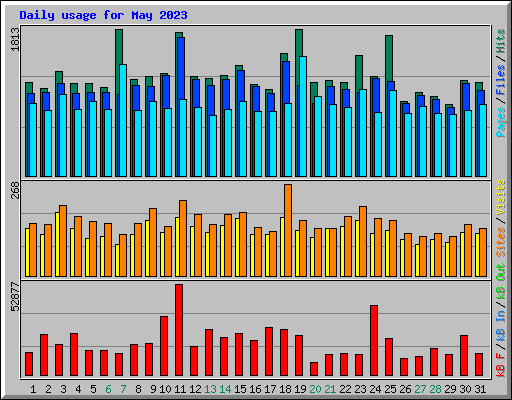 Daily usage for May 2023
1813
Pages / Files / Hits
268
Sites / Visits
52877
kB F / kB In / kB Out
1 2 3 4 5 6 7 8 9 10 11 12 13 14 15 16 17 18 19 20 21 22 23 24 25 26 27 28 29 30 31